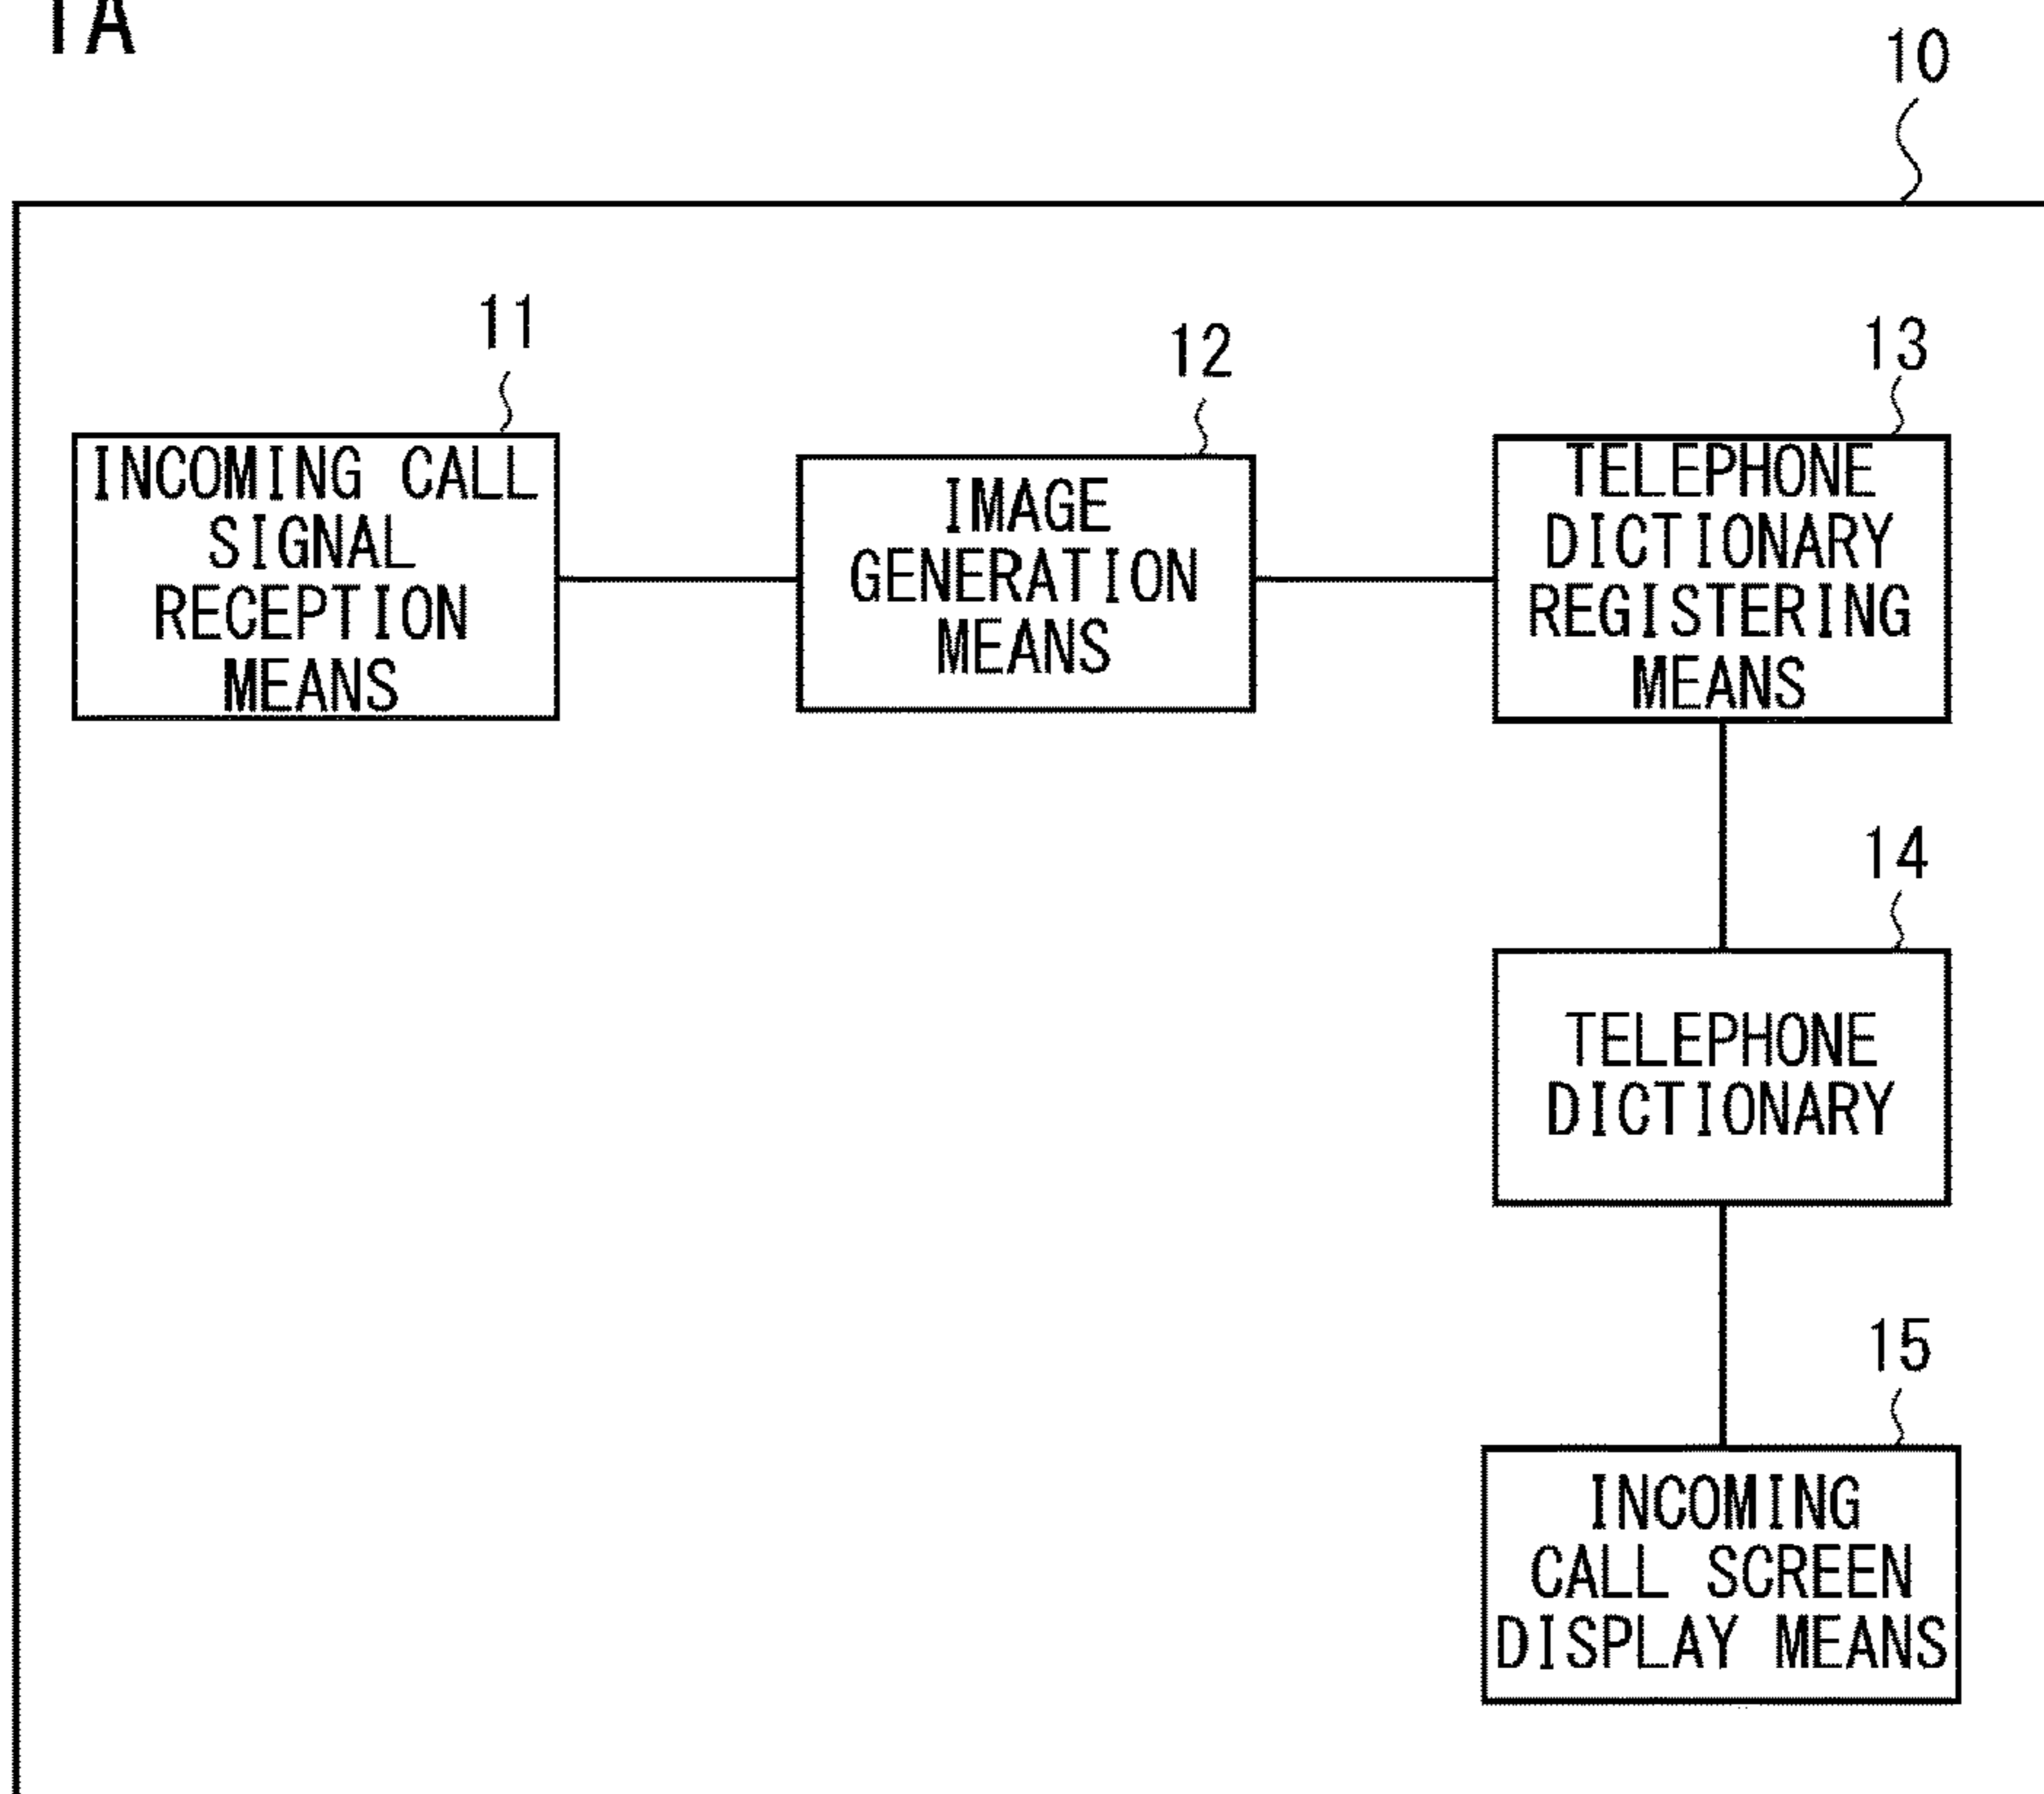 1A
10
11
INCOMING CALL
SIGNAL
RECEPTION
MEANS
12
IMAGE
GENERATION
MEANS
13
TELEPHONE
DICTIONARY
REGISTERING
MEANS
14
TELEPHONE
DICTIONARY
15
INCOMING
CALL SCREEN
DISPLAY MEANS